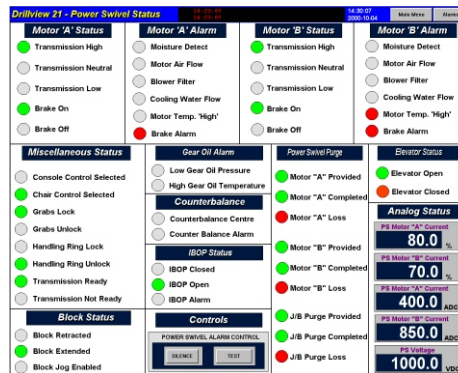 Drillview 21 - Power Swivel Status
14:30:07
2000-10-04
Main Menu
Alarms
Motor 'A' Status
Transmission High
Transmission Neutral
Transmission Low
Brake On
Brake Off
Motor 'A' Alarm
Moisture Detect
Motor Air Flow
Blower Filter
Cooling Water Flow
Motor Temp. 'High'
Brake Alarm
Motor 'B' Status
Transmission High
Transmission Neutral
Transmission Low
Brake On
Brake Off
Motor 'B' Alarm
Moisture Detect
Motor Air Flow
Blower Filter
Cooling Water Flow
Motor Temp. 'High'
Brake Alarm
Miscellaneous Status
Console Control Selected
Chair Control Selected
Grabs Lock
Grabs Unlock
Handling Ring Lock
Handling Ring Unlock
Transmission Ready
Transmission Not Ready
Block Status
Block Retracted
Block Extended
Block Jog Enabled
Gear Oil Alarm
Low Gear Oil Pressure
High Gear Oil Temperature
Counterbalance
Counterbalance Centre
Counter Balance Alarm
IBOP Status
IBOP Closed
IBOP Open
IBOP Alarm
Controls
POWER SWIVEL ALARM CONTROL
SILENCE
TEST
Power Swivel Purge
Motor "A" Provided
Motor "A" Completed
Motor "A" Loss
Motor "B" Provided
Motor "B" Completed
Motor "B" Loss
J/B Purge Provided
J/B Purge Completed
J/B Purge Loss
Elevator Status
Elevator Open
Elevator Closed
Analog Status
PS Motor "A" Current
80.0 %
PS Motor "B" Current
70.0 %
PS Motor "A" Current
400.0 ADC
PS Motor "B" Current
850.0 ADC
PS Voltage
1000.0 VDC